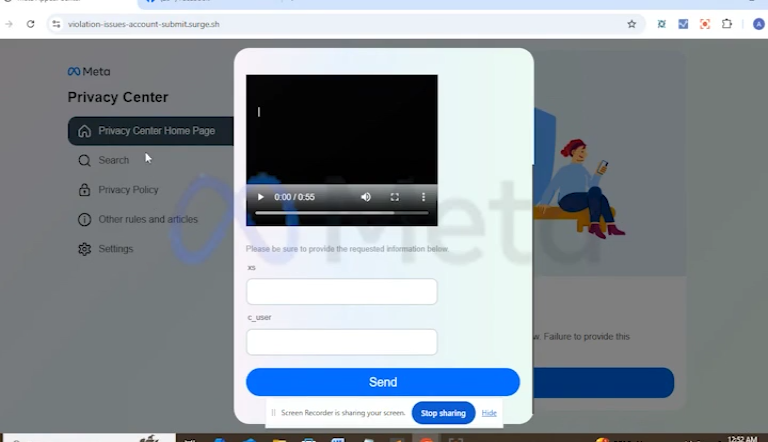 violation-issues-account-submit.surge.sh
Meta
Privacy Center
Privacy Center Home Page
Search
Privacy Policy
Other rules and articles
Settings
0:00 / 0:55
Meta
Please be sure to provide the requested information below.
xs
c_user
w. Failure to provide this
Send
Screen Recorder is sharing your screen.
Stop sharing
Hide
A
12:52 AM